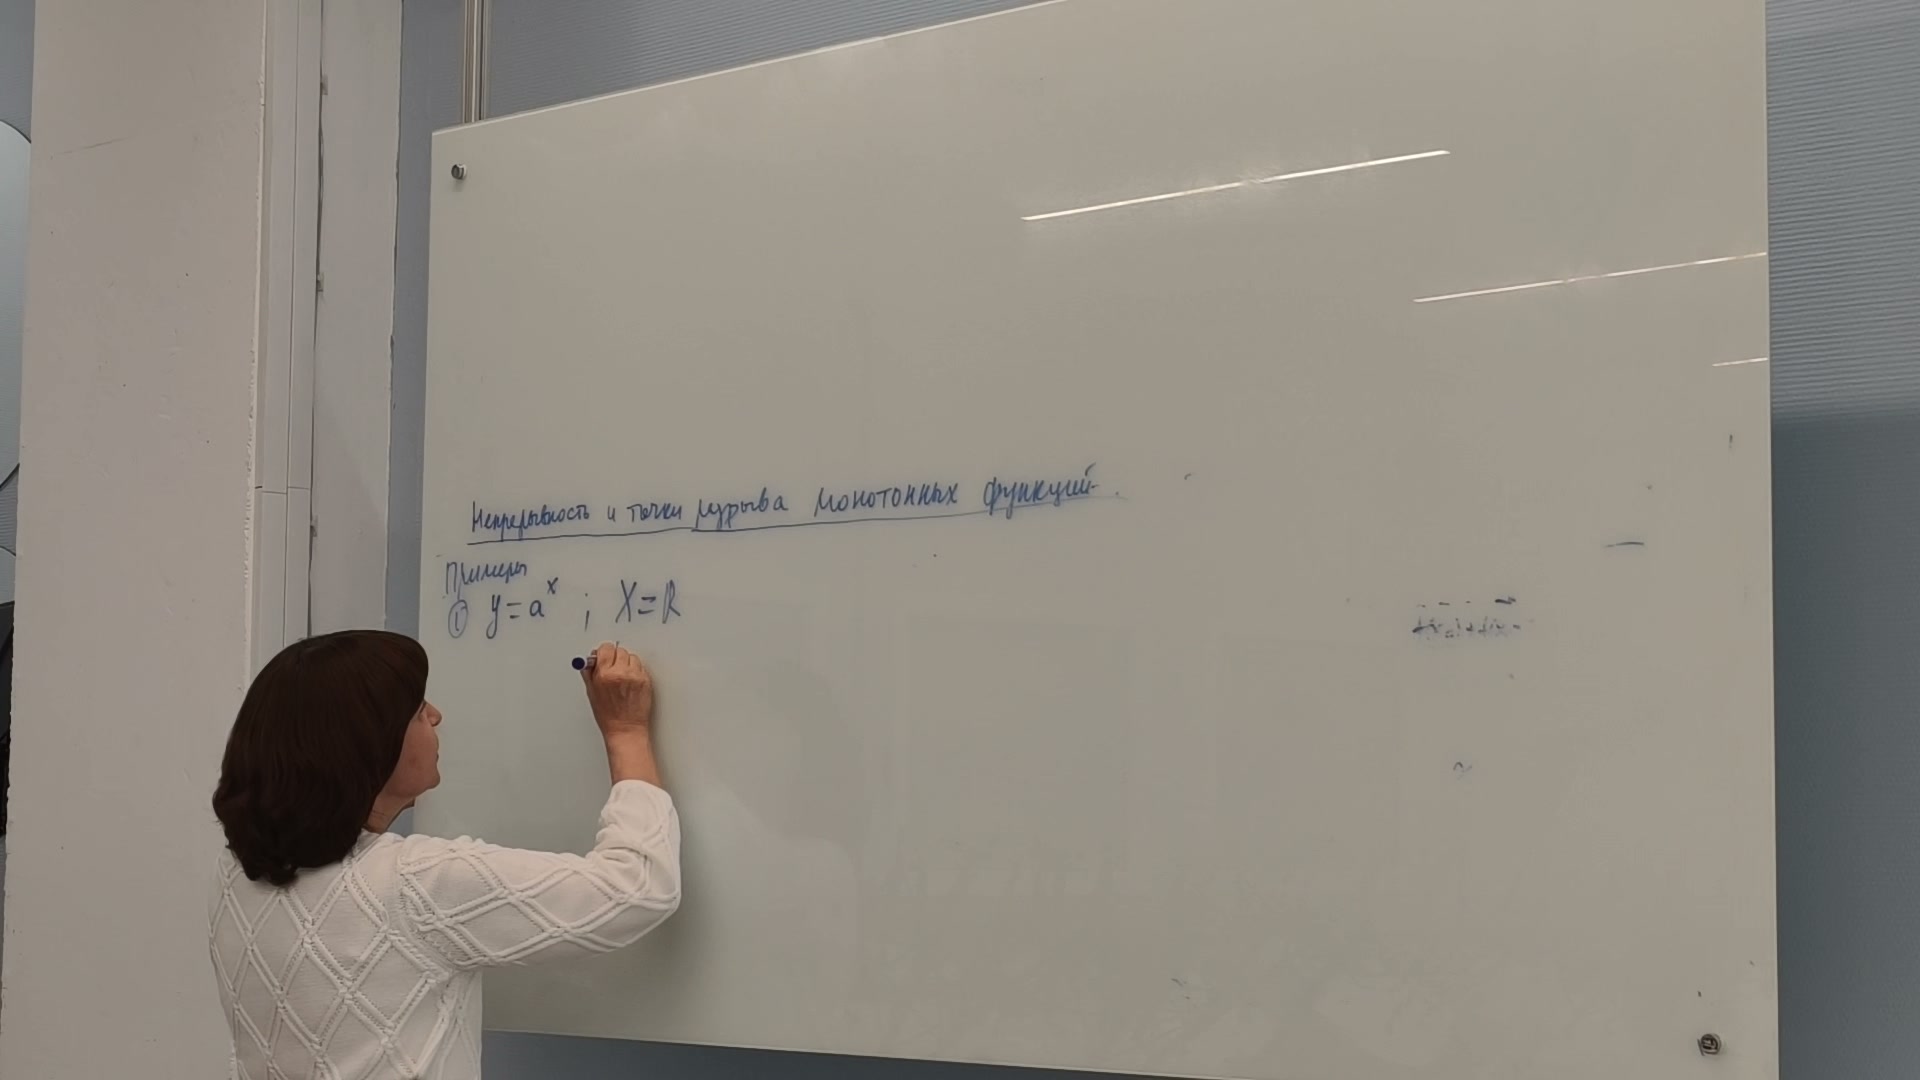 Непрерывность и точки разрыва монотонных функций.
Примеры
① y = a^x ; X = R